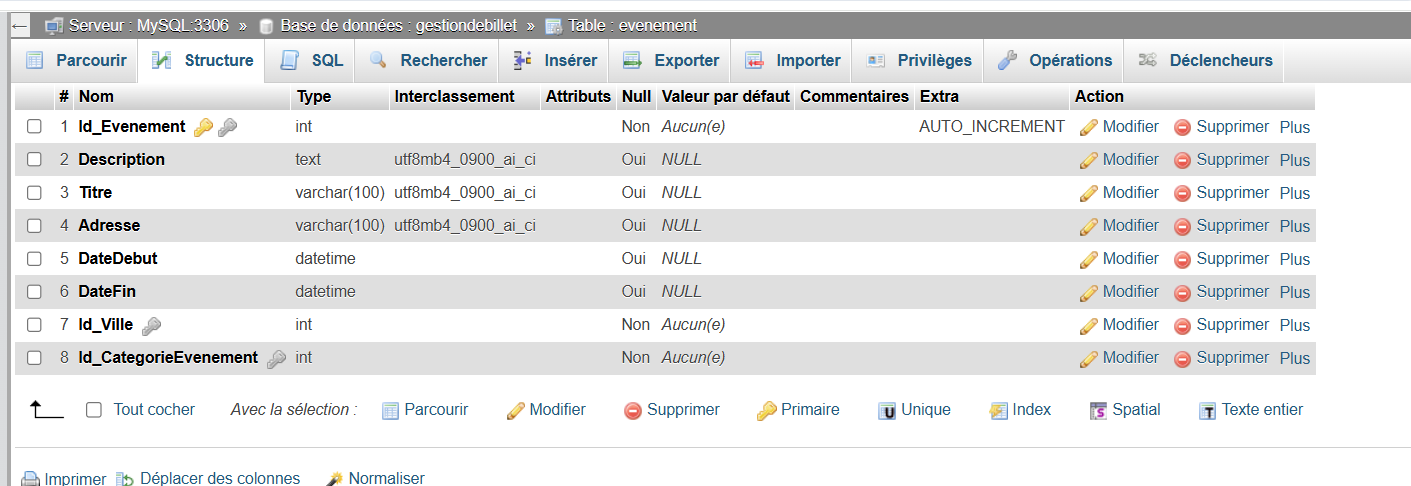 ← Serveur : MySQL:3306 » Base de données : gestiondebillet » Table : evenement
Parcourir Structure SQL Rechercher Insérer Exporter Importer Privilèges Opérations Déclencheurs
# Nom Type Interclassement Attributs Null Valeur par défaut Commentaires Extra Action
1 Id_Evenement int Non Aucun(e) AUTO_INCREMENT Modifier Supprimer Plus
2 Description text utf8mb4_0900_ai_ci Oui NULL Modifier Supprimer Plus
3 Titre varchar(100) utf8mb4_0900_ai_ci Oui NULL Modifier Supprimer Plus
4 Adresse varchar(100) utf8mb4_0900_ai_ci Oui NULL Modifier Supprimer Plus
5 DateDebut datetime Oui NULL Modifier Supprimer Plus
6 DateFin datetime Oui NULL Modifier Supprimer Plus
7 Id_Ville int Non Aucun(e) Modifier Supprimer Plus
8 Id_CategorieEvenement int Non Aucun(e) Modifier Supprimer Plus
Tout cocher Avec la sélection : Parcourir Modifier Supprimer Primaire U Unique Index S Spatial T Texte entier
Imprimer Déplacer des colonnes Normaliser